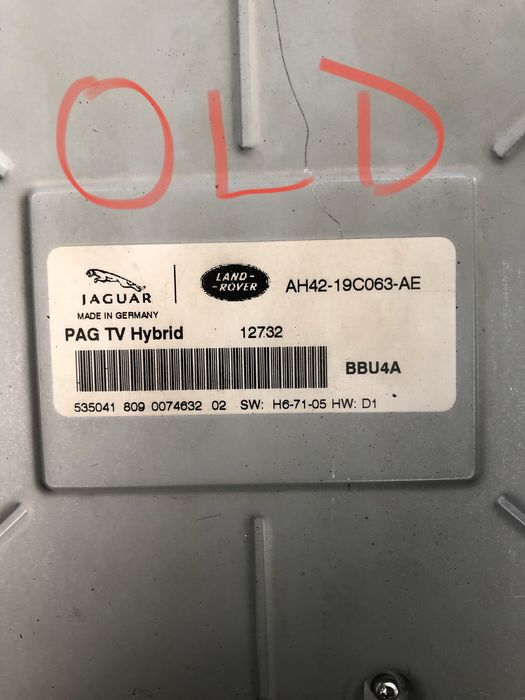 OLD
JAGUAR
LAND-
-ROVER
AH42-19C063-AE
MADE IN GERMANY
PAG TV Hybrid 12732
BBU4A
535041 809 0074632 02 SW: H6-71-05 HW: D1